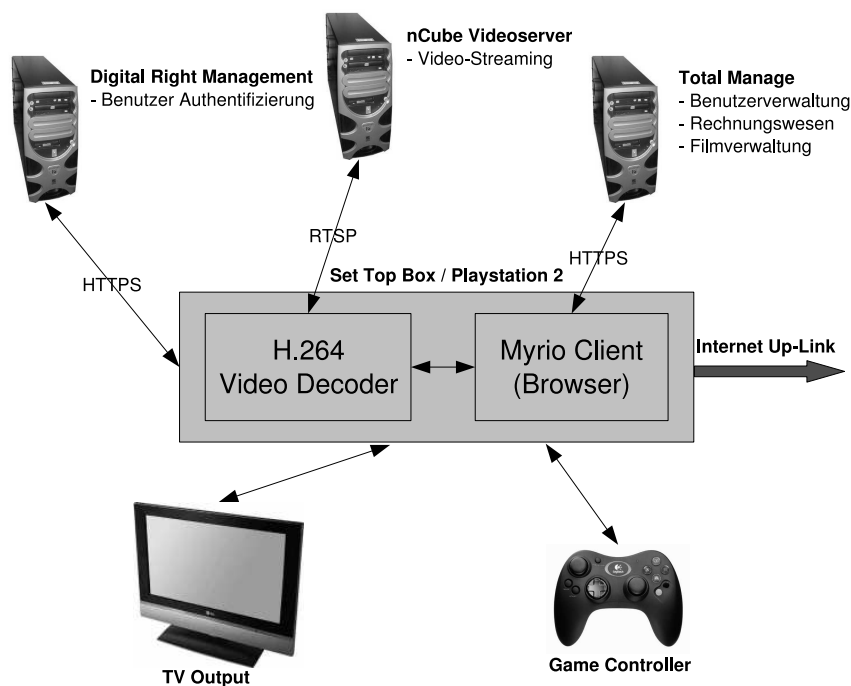 nCube Videoserver
- Video-Streaming
Digital Right Management
- Benutzer Authentifizierung
Total Manage
- Benutzerverwaltung
- Rechnungswesen
- Filmverwaltung
RTSP
HTTPS
HTTPS
Set Top Box / Playstation 2
H.264
Video Decoder
Myrio Client
(Browser)
Internet Up-Link
TV Output
Game Controller